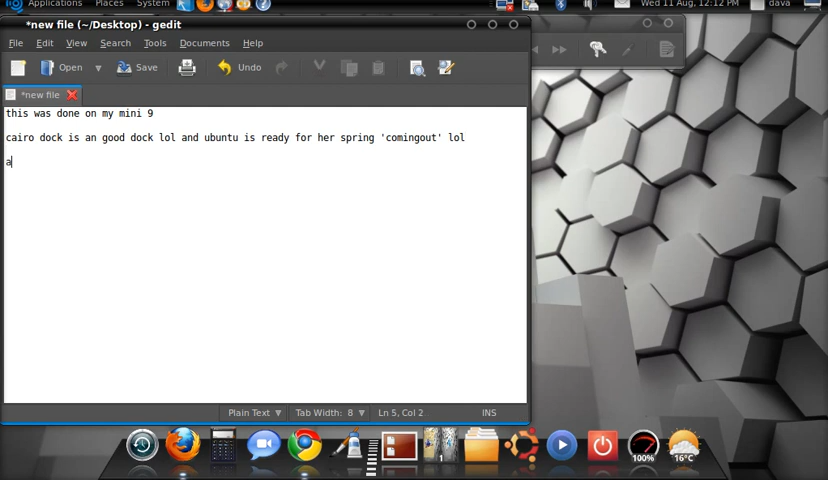 Applications Places System Wed 11 Aug, 12:12 PM dava
*new file (~/Desktop) - gedit
File Edit View Search Tools Documents Help
Open Save Undo
*new file
this was done on my mini 9
cairo dock is an good dock lol and ubuntu is ready for her spring 'comingout' lol
a
Plain Text Tab Width: 8 Ln 5, Col 2 INS
1 100% 16°C